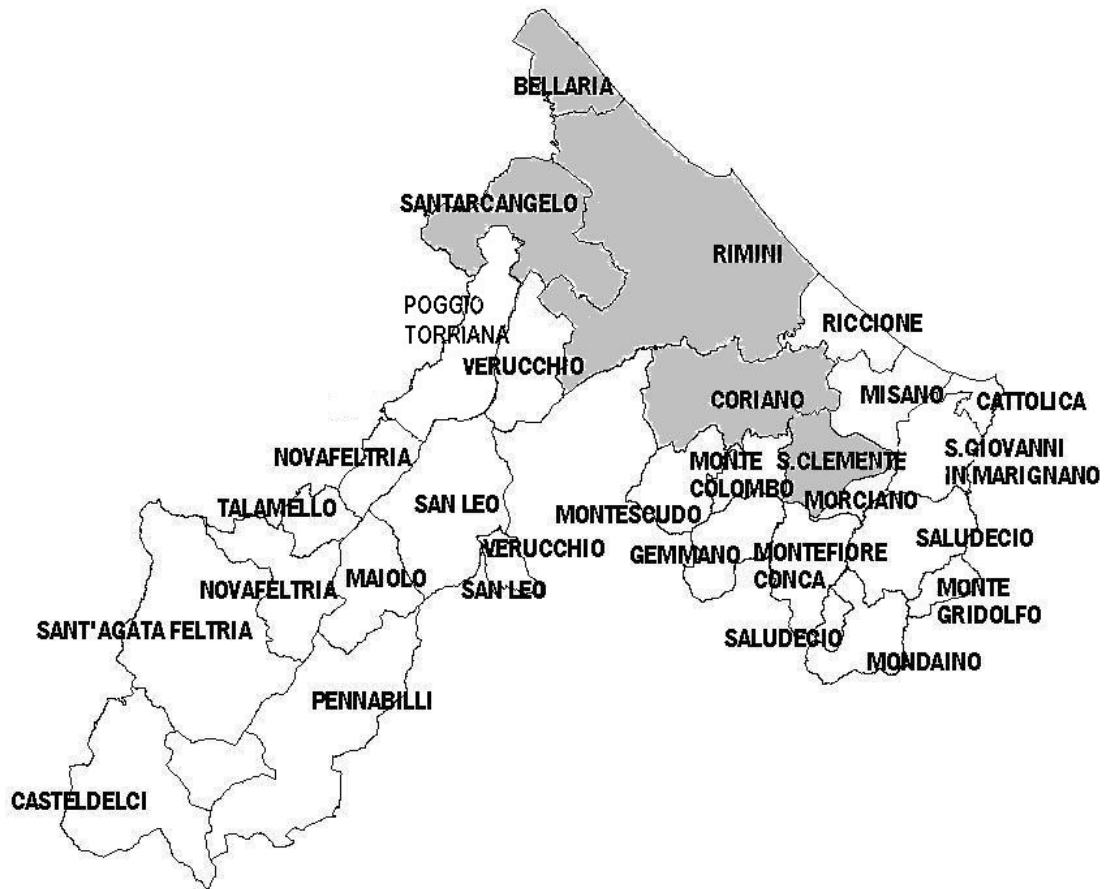 BELLARIA
SANTARCANGELO
RIMINI
POGGIO
TORRIANA
RICCIONE
VERUCCHIO
CORIANO
MISANO
CATTOLICA
NOVAFELTRIA
MONTE
COLOMBO
S.CLEMENTE
S.GIOVANNI
IN MARIGNANO
TALAMELLO
SAN LEO
MONTESCUDO
MORCIANO
VERUCCHIO
GEMMANO
MONTEFIORE
CONCA
SALUDECIO
NOVAFELTRIA
MAIOLO
SAN LEO
MONTE
GRIDOLFO
SANT'AGATA FELTRIA
SALUDECIO
MONDAINO
PENNABILLI
CASTELDELCI